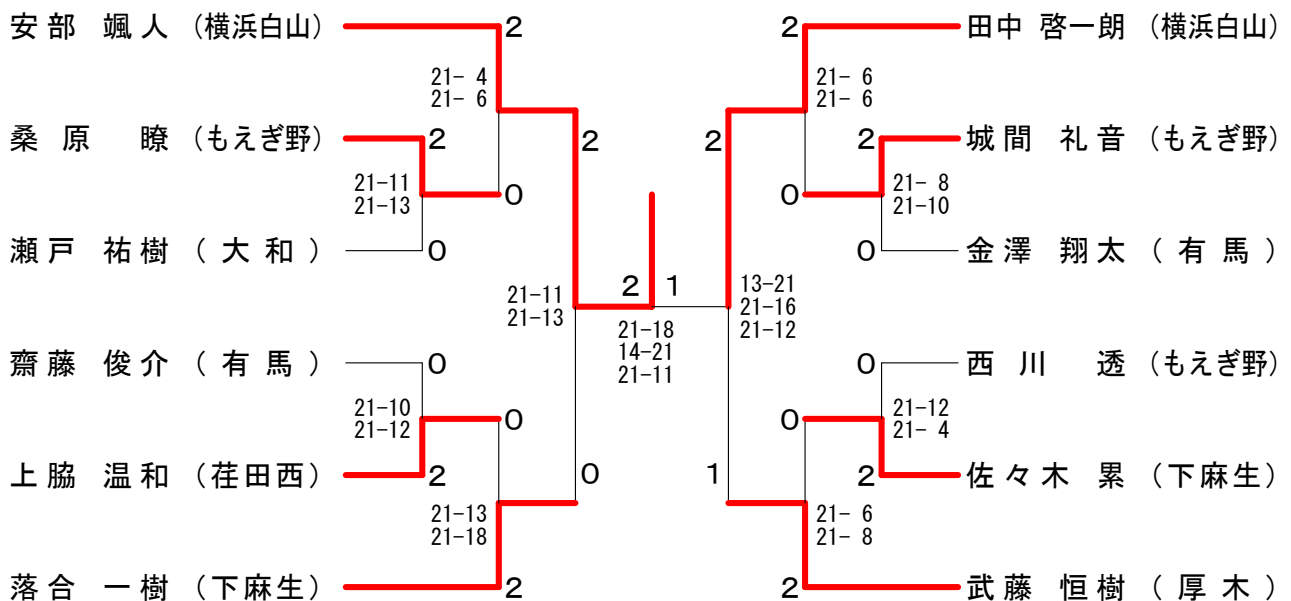 安部 颯人 (横浜白山) 2 2 田中 啓一朗 (横浜白山)
21- 4 21- 6
21- 6 21- 6
桑原 瞭 (もえぎ野) 2 2 2 2 城間 礼音 (もえぎ野)
21-11 0 0 21- 8
21-13 21-10
瀬戸 祐樹 (大和) 0 0 金澤 翔太 (有馬)
21-11 2 1 13-21
21-13 21-16
21-18 21-12
14-21
21-11
齋藤 俊介 (有馬) 0 0 西川 透 (もえぎ野)
21-10 0 0 21-12
21-12 21- 4
上脇 温和 (荏田西) 2 0 1 2 佐々木 累 (下麻生)
21-13 21- 6
21-18 21- 8
落合 一樹 (下麻生) 2 2 武藤 恒樹 (厚木)